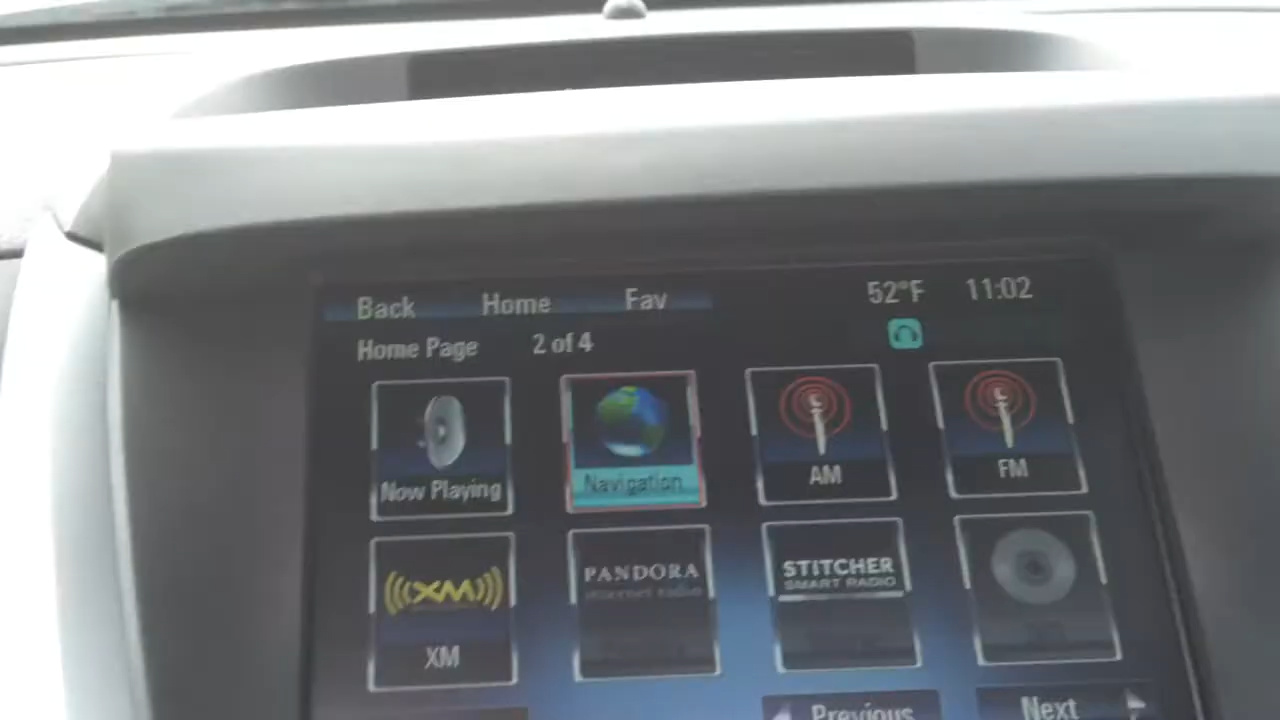 Back Home Fav 52°F 11:02
Home Page 2 of 4
Now Playing Navigation AM FM
XM PANDORA STITCHER
internet radio SMART RADIO
XM
Previous Next